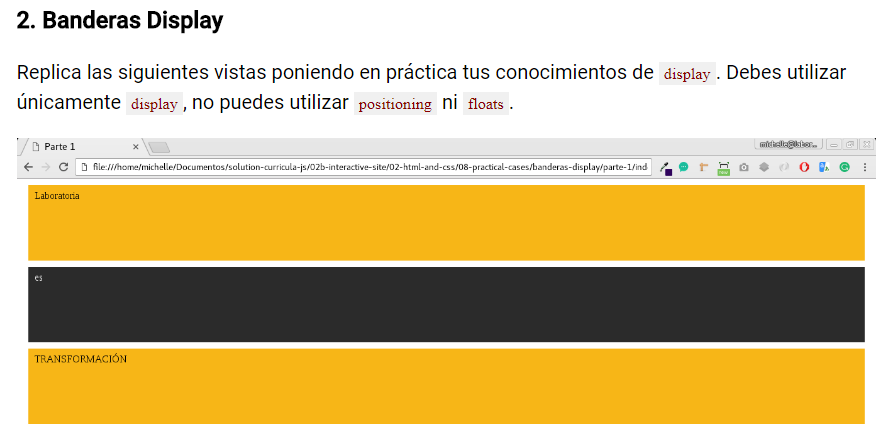 2. Banderas Display
Replica las siguientes vistas poniendo en práctica tus conocimientos de display. Debes utilizar
únicamente display, no puedes utilizar positioning ni floats.
Parte 1
file:///home/michelle/Documentos/solution-curricula-js/02b-interactive-site/02-html-and-css/08-practical-cases/banderas-display/parte-1/ind
Laboratoria
es
TRANSFORMACIÓN